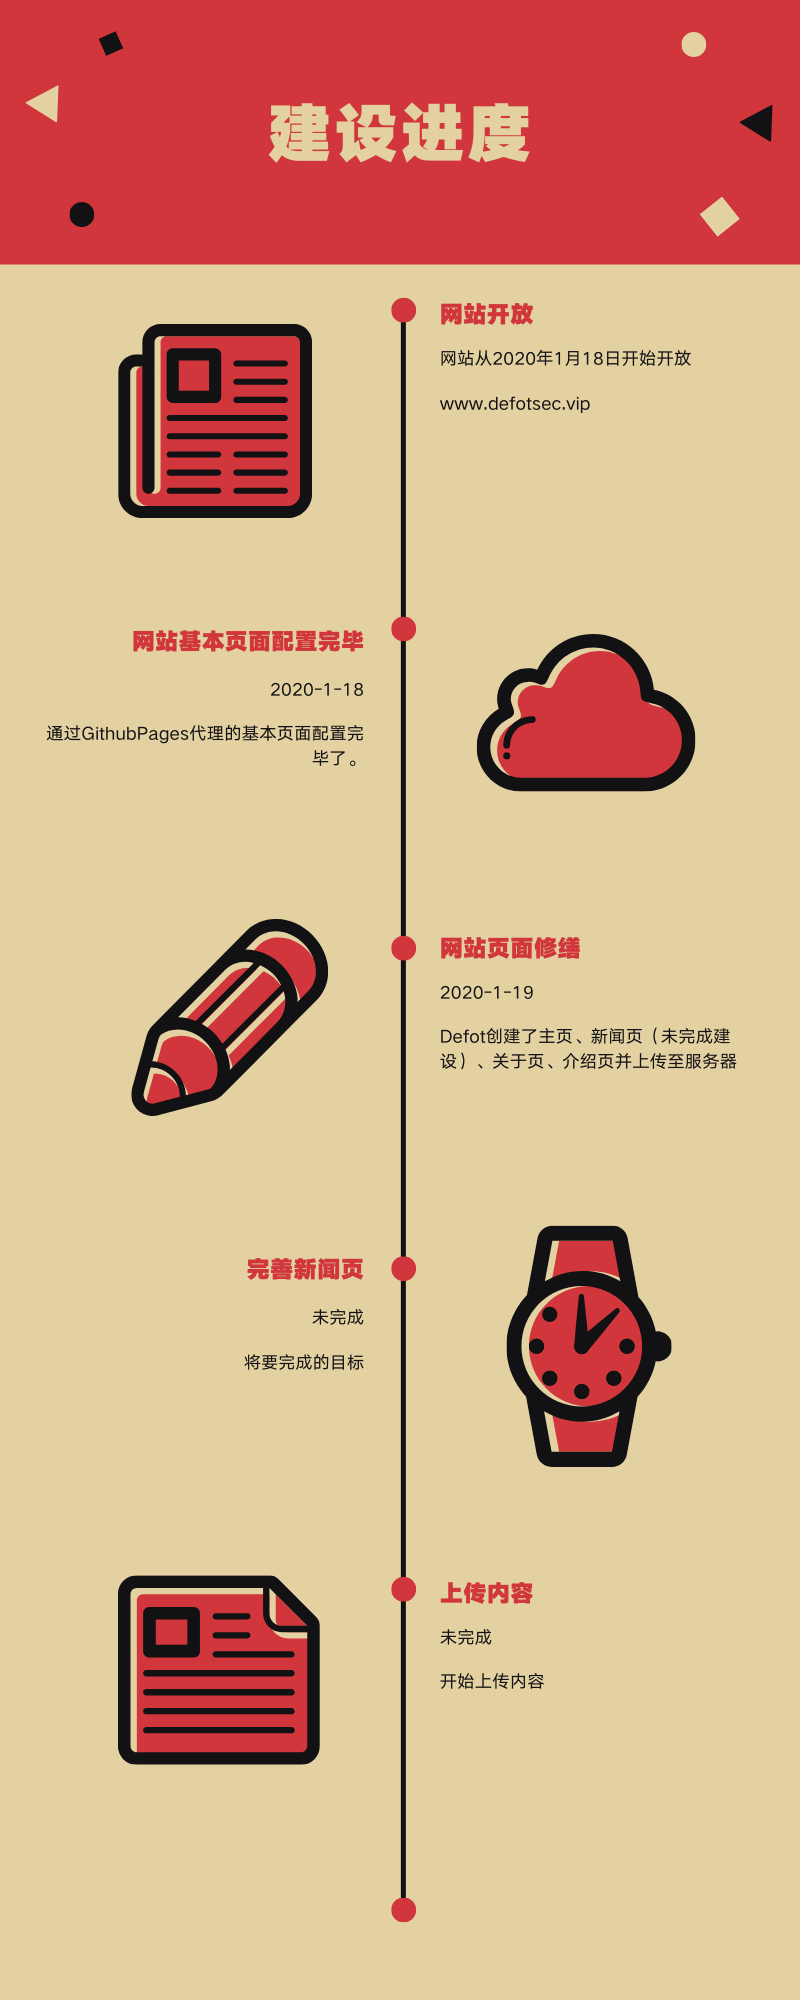 建设进度
网站开放
网站从2020年1月18日开始开放
www.defotsec.vip
网站基本页面配置完毕
2020-1-18
通过GithubPages代理的基本页面配置完
毕了。
网站页面修缮
2020-1-19
Defot创建了主页、新闻页（未完成建
设）、关于页、介绍页并上传至服务器
完善新闻页
未完成
将要完成的目标
上传内容
未完成
开始上传内容